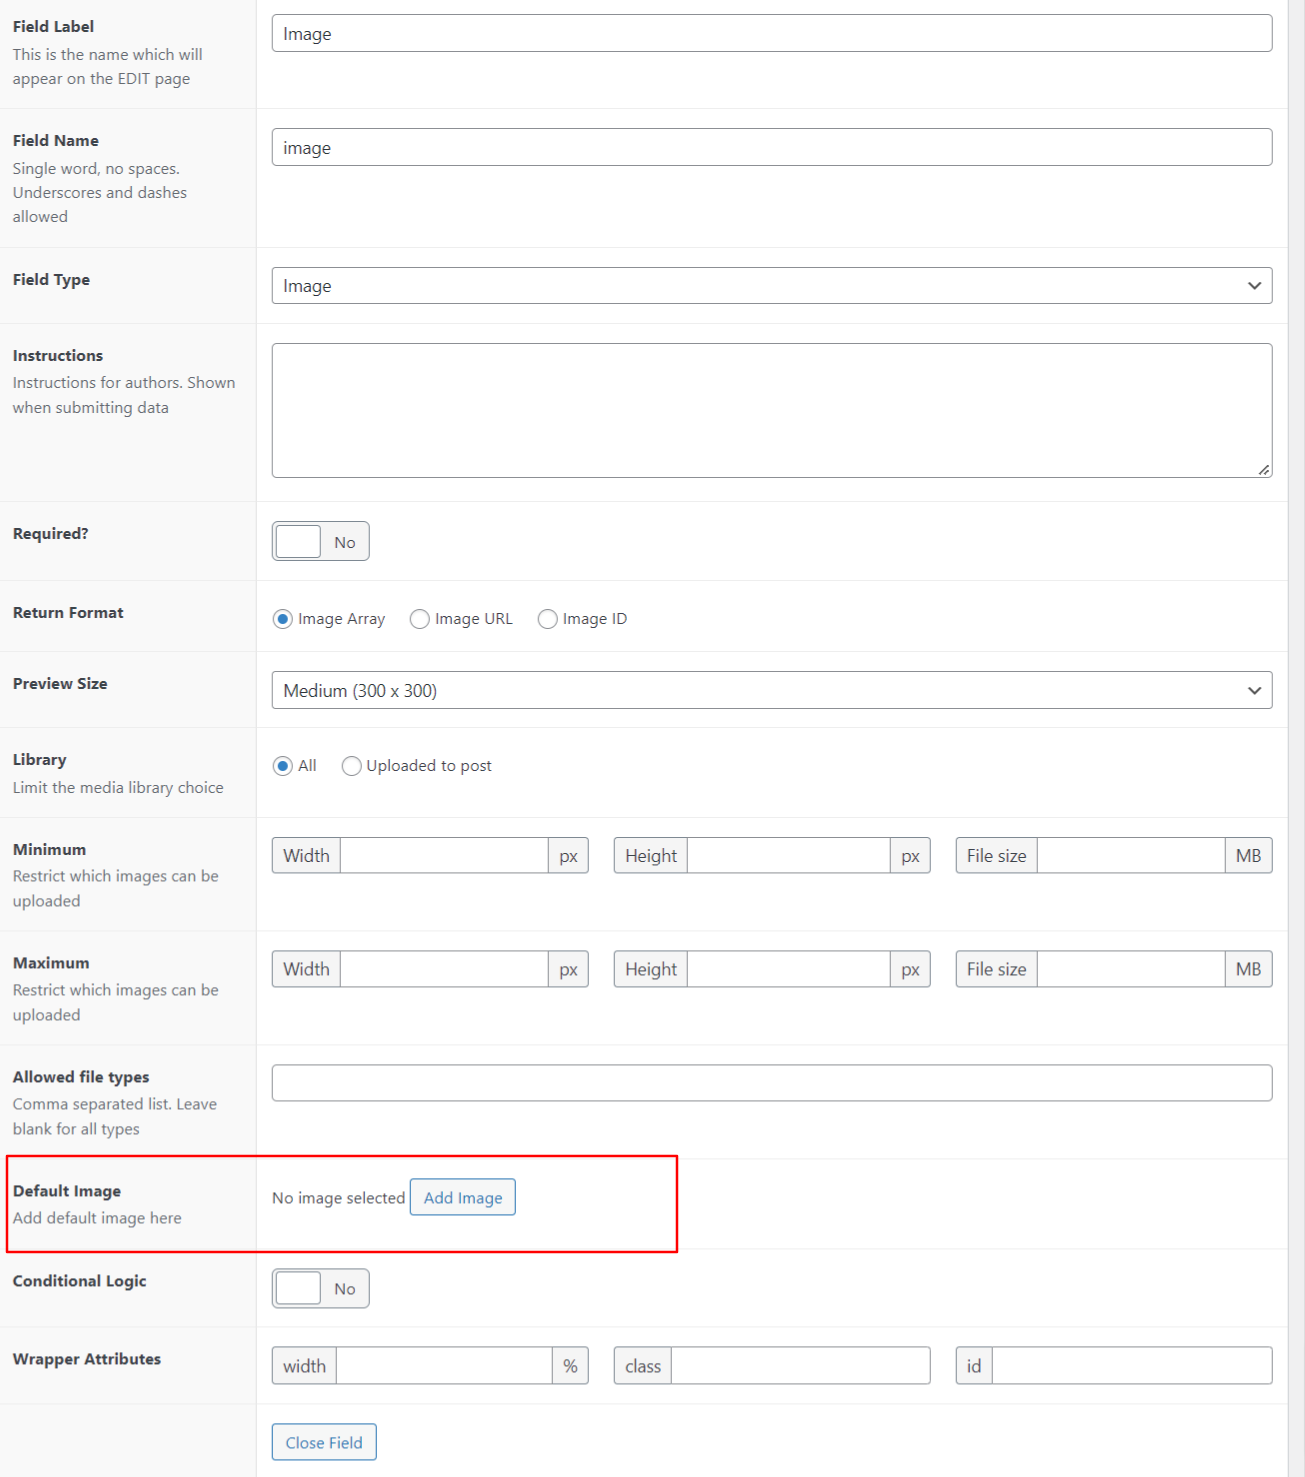 Field Label
This is the name which will
appear on the EDIT page
Image
Field Name
Single word, no spaces.
Underscores and dashes
allowed
image
Field Type
Image
Instructions
Instructions for authors. Shown
when submitting data
Required?
No
Return Format
Image Array Image URL Image ID
Preview Size
Medium (300 x 300)
Library
Limit the media library choice
All Uploaded to post
Minimum
Restrict which images can be
uploaded
Width px Height px File size MB
Maximum
Restrict which images can be
uploaded
Width px Height px File size MB
Allowed file types
Comma separated list. Leave
blank for all types
Default Image
Add default image here
No image selected Add Image
Conditional Logic
No
Wrapper Attributes
width % class id
Close Field